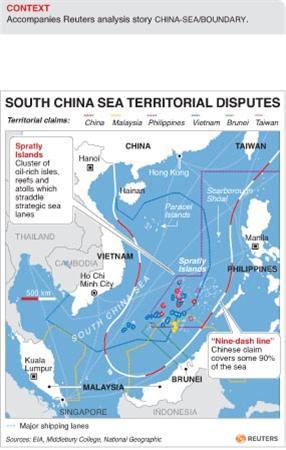 CONTEXT
Accompanies Reuters analysis story CHINA-SEA/BOUNDARY.
SOUTH CHINA SEA TERRITORIAL DISPUTES
Territorial claims:
China
Malaysia
Philippines
Vietnam
Brunei
Taiwan
Spratly
Islands
Cluster of
oil-rich isles,
reefs and
atolls which
straddle
strategic sea
lanes
CHINA
TAIWAN
Hanoi
Hong Kong
Hainan
Scarborough
Shoal
Paracel
Islands
THAILAND
Manila
CAMBODIA
VIETNAM
Spratly
Islands
PHILIPPINES
Ho Chi
Minh City
500 km
SOUTH CHINA SEA
"Nine-dash line"
Chinese claim
covers some 90%
of the sea
Kuala
Lumpur
BRUNEI
MALAYSIA
SINGAPORE
INDONESIA
Major shipping lanes
Sources: EIA, Middlebury College, National Geographic
REUTERS